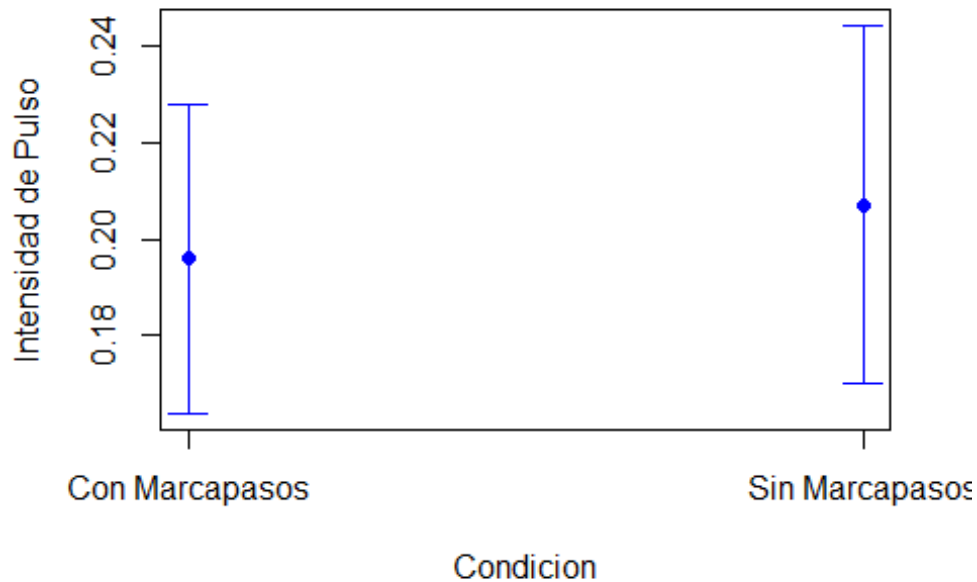 Intensidad de Pulso
0.24
0.22
0.20
0.18
Con Marcapasos
Sin Marcapasos
Condicion